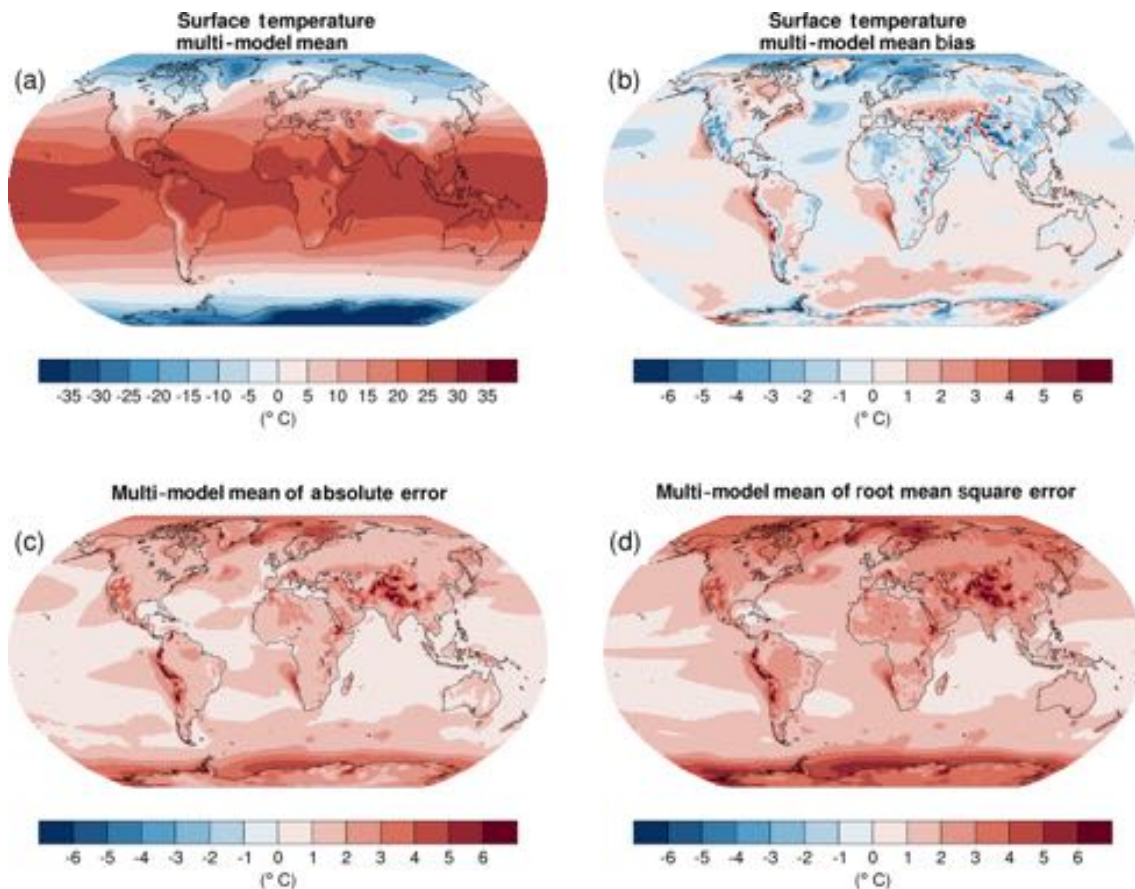 Surface temperature
multi-model mean
(a)
-35 -30 -25 -20 -15 -10 -5 0 5 10 15 20 25 30 35
(° C)
Surface temperature
multi-model mean bias
(b)
-6 -5 -4 -3 -2 -1 0 1 2 3 4 5 6
(° C)
Multi-model mean of absolute error
(c)
-6 -5 -4 -3 -2 -1 0 1 2 3 4 5 6
(° C)
Multi-model mean of root mean square error
(d)
-6 -5 -4 -3 -2 -1 0 1 2 3 4 5 6
(° C)